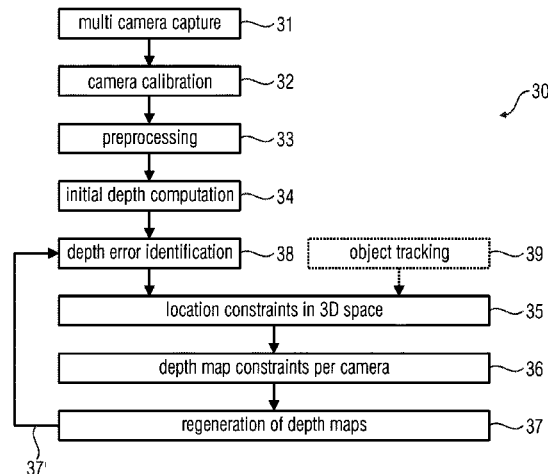 multi camera capture 31
camera calibration 32
30
preprocessing 33
initial depth computation 34
depth error identification 38 object tracking 39
location constraints in 3D space 35
depth map constraints per camera 36
regeneration of depth maps 37
37'